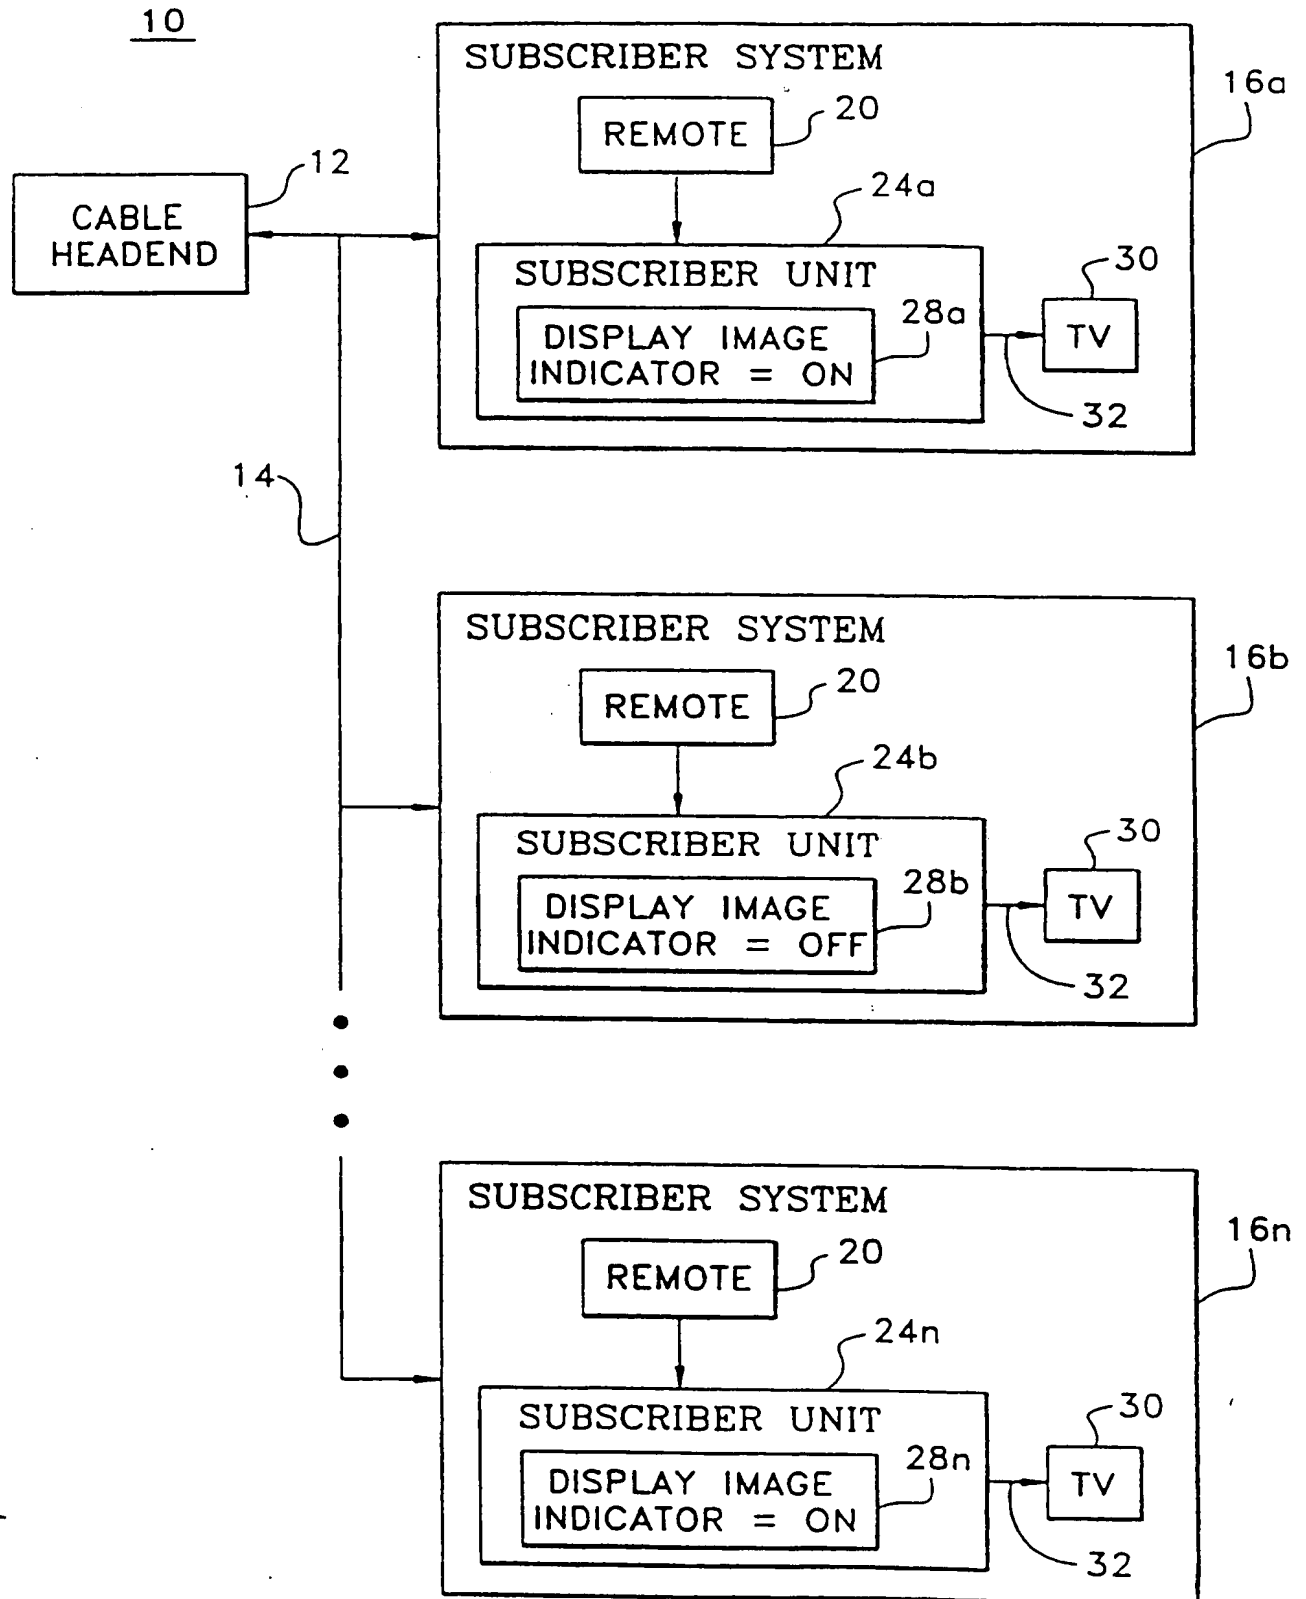 10
SUBSCRIBER SYSTEM
16a
REMOTE
20
12
CABLE
HEADEND
24a
SUBSCRIBER UNIT
30
28a
DISPLAY IMAGE
INDICATOR = ON
TV
32
14
SUBSCRIBER SYSTEM
16b
REMOTE
20
24b
SUBSCRIBER UNIT
30
28b
DISPLAY IMAGE
INDICATOR = OFF
TV
32
SUBSCRIBER SYSTEM
16n
REMOTE
20
24n
SUBSCRIBER UNIT
30
28n
DISPLAY IMAGE
INDICATOR = ON
TV
32